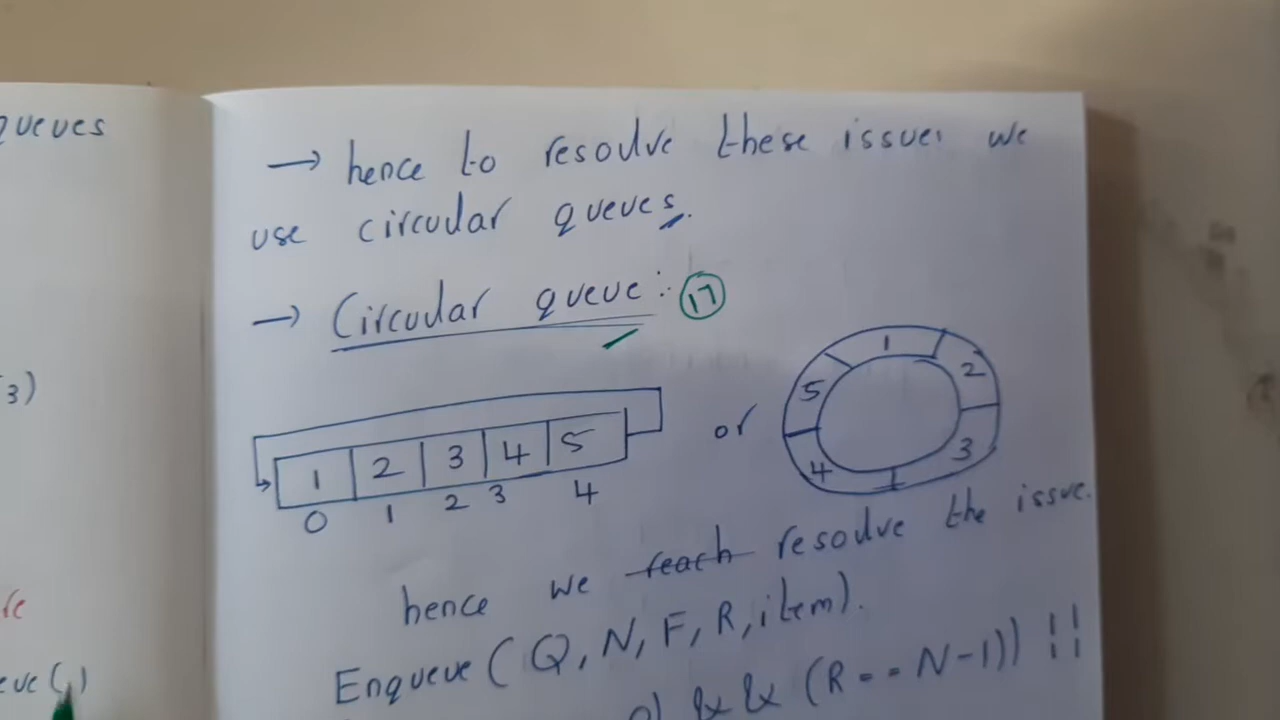 queues
3)
eue()
→ hence to resolve these issues we
use circular queues.
→ Circular queue: 17
1 2 3 4 5
0 1 2 3 4
or
1 2 3 4 5
hence we reach resolve the issue.
Enqueue (Q, N, F, R, item).
0) && (R == N-1)) ||